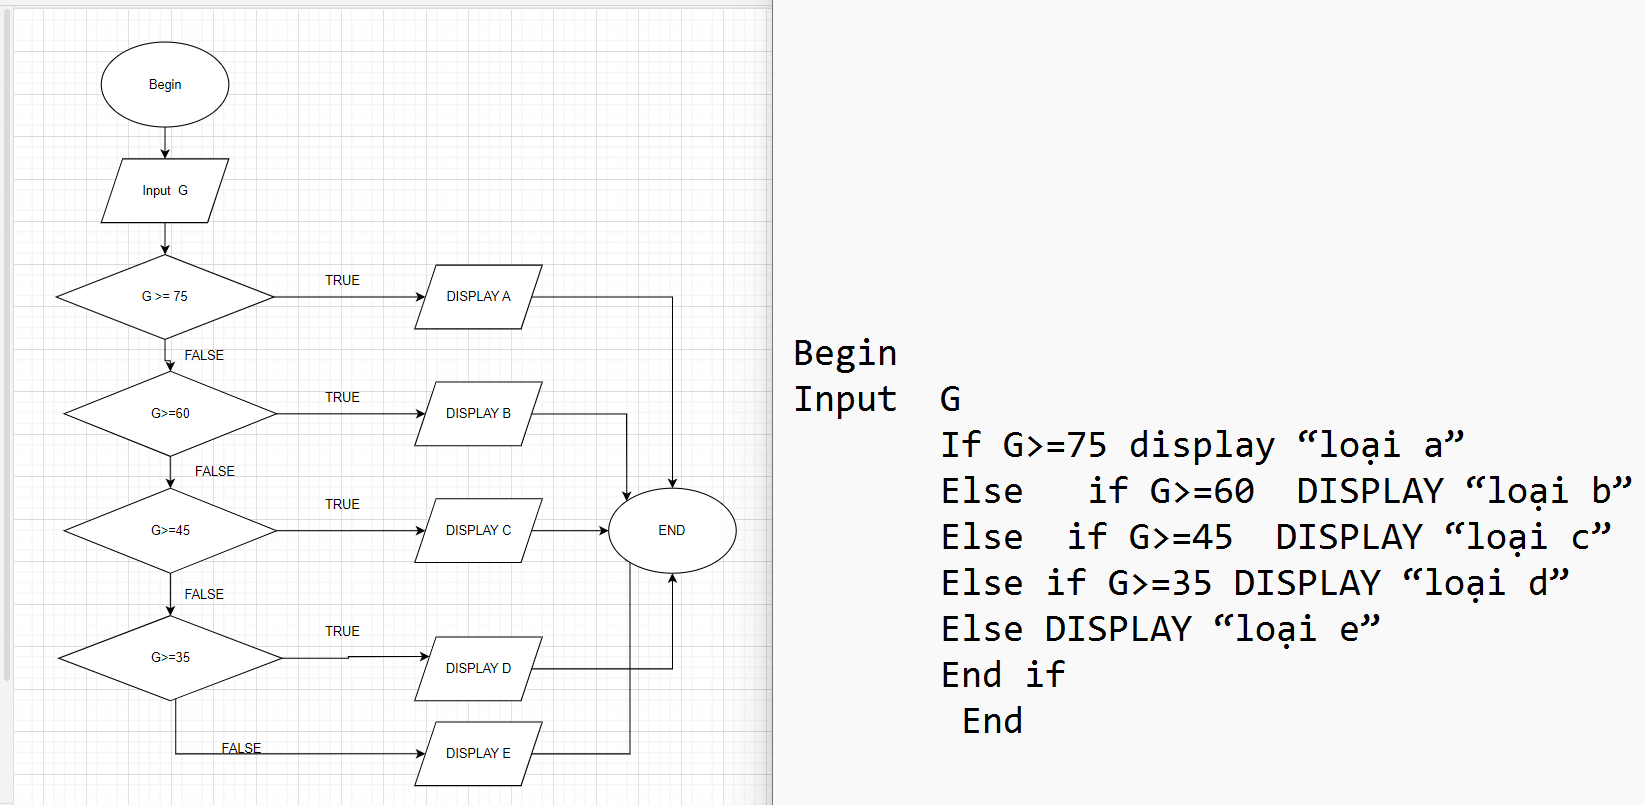 Begin
Input G
G >= 75
TRUE
DISPLAY A
FALSE
G>=60
TRUE
DISPLAY B
FALSE
G>=45
TRUE
DISPLAY C
END
FALSE
G>=35
TRUE
DISPLAY D
FALSE
DISPLAY E
Begin
Input G
If G>=75 display “loại a”
Else if G>=60 DISPLAY “loại b”
Else if G>=45 DISPLAY “loại c”
Else if G>=35 DISPLAY “loại d”
Else DISPLAY “loại e”
End if
End